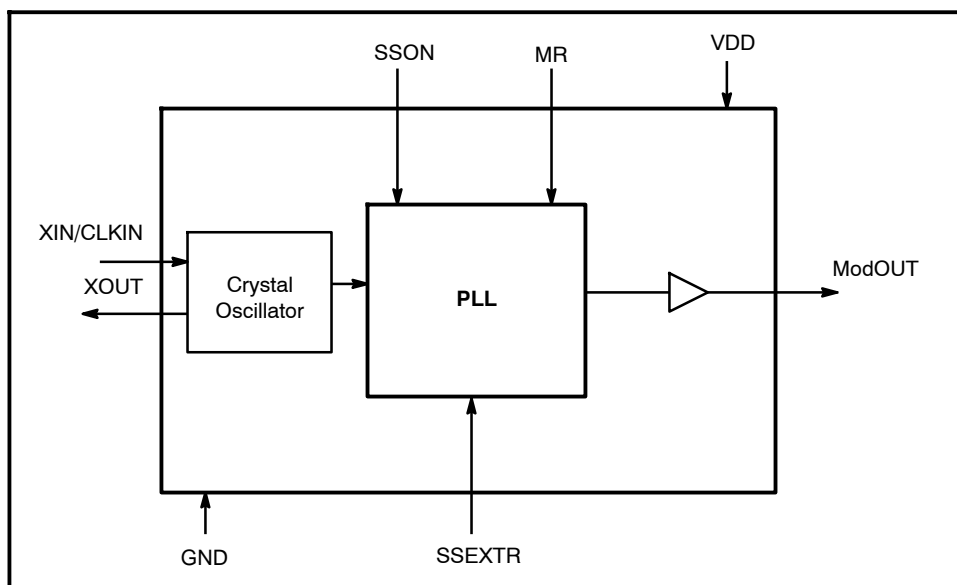 SSON
MR
VDD
XIN/CLKIN
XOUT
Crystal
Oscillator
PLL
ModOUT
GND
SSEXTR